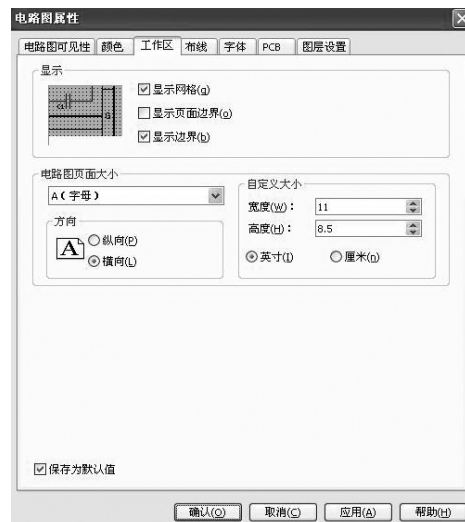 电路图属性
电路图可见性 颜色 工作区 布线 字体 PCB 图层设置
显示
显示网格(g)
显示页面边界(o)
显示边界(b)
电路图页面大小
A(字母)
方向
A
纵向(P)
横向(L)
自定义大小
宽度(W): 11
高度(H): 8.5
英寸(I) 厘米(n)
保存为默认值
确认(O) 取消(C) 应用(A) 帮助(H)